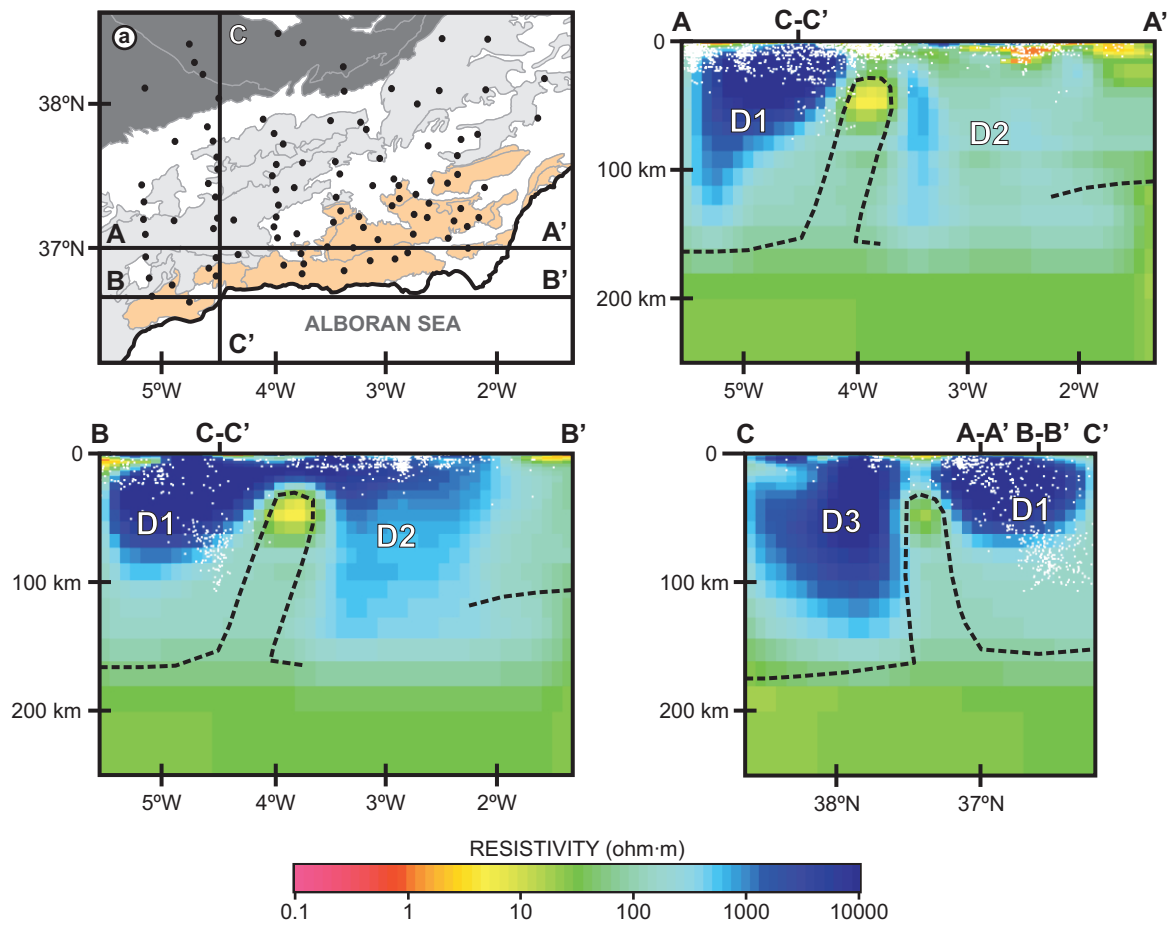 a
C
38ºN
37ºN
A
A’
B
B’
ALBORAN SEA
C’
5ºW
4ºW
3ºW
2ºW
A
C-C’
A’
0
D1
D2
100 km
200 km
5ºW
4ºW
3ºW
2ºW
B
C-C’
B’
0
D1
D2
100 km
200 km
5ºW
4ºW
3ºW
2ºW
C
A-A’
B-B’
C’
0
D3
D1
100 km
200 km
38ºN
37ºN
RESISTIVITY (ohm·m)
0.1
1
10
100
1000
10000